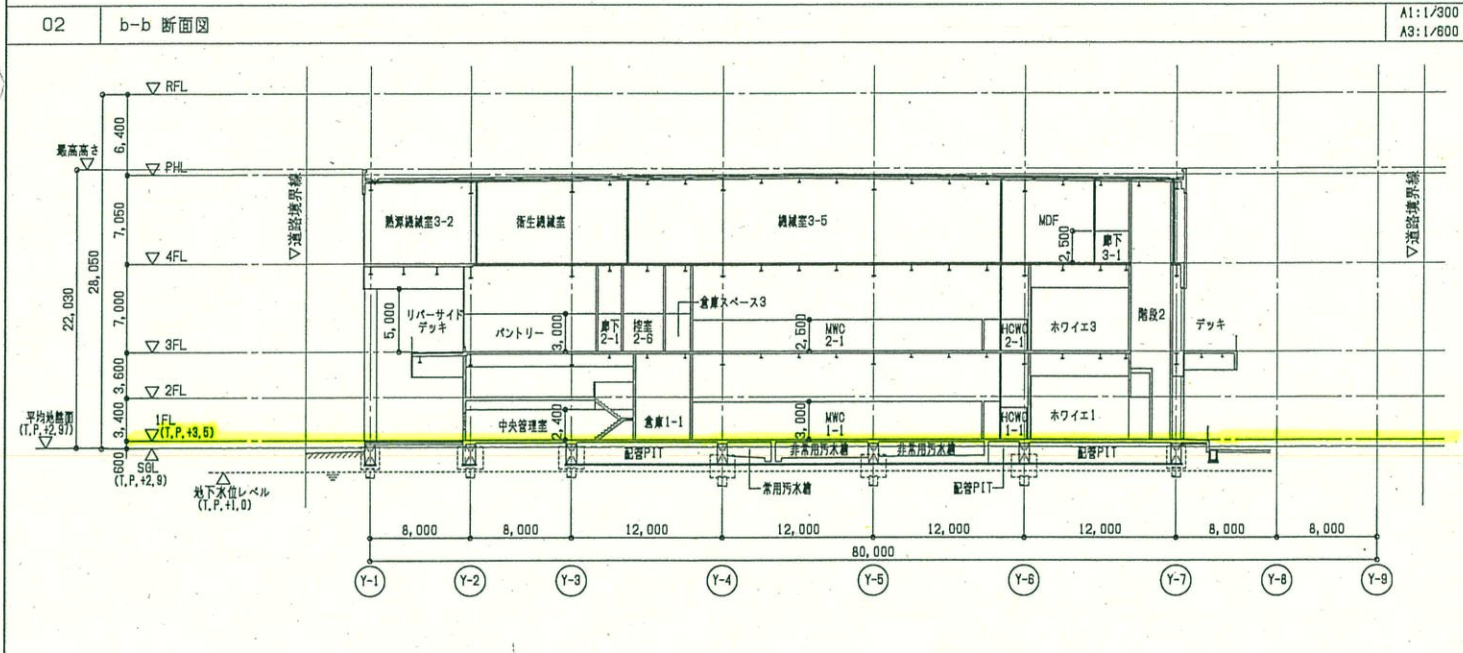 02
b-b 断面図
A1:1/300
A3:1/600
RFL
6,400
最高高さ
PHL
7,050
28,050
22,030
▽道路境界線
熱源機械室3-2
衛生機械室
機械室3-5
MDF
2,500
廊下
3-1
▽道路境界線
4FL
7,000
5,000
リバーサイド
デッキ
パントリー
3,000
廊下
2-1
控室
2-6
倉庫スペース3
2,500
MWC
2-1
HCWC
2-1
ホワイエ3
階段2
デッキ
3FL
3,600
2FL
3,400
平均地盤面
(T.P.+2.97)
1FL
(T.P.+3.5)
中央管理室
2,400
倉庫1-1
3,000
MWC
1-1
HCWC
1-1
ホワイエ1
600
SGL
(T.P.+2.9)
配管PIT
非常用汚水槽
非常用汚水槽
配管PIT
地下水位レベル
(T.P.+1.0)
常用汚水槽
配管PIT
8,000
8,000
12,000
12,000
12,000
12,000
8,000
8,000
80,000
Y-1
Y-2
Y-3
Y-4
Y-5
Y-6
Y-7
Y-8
Y-9